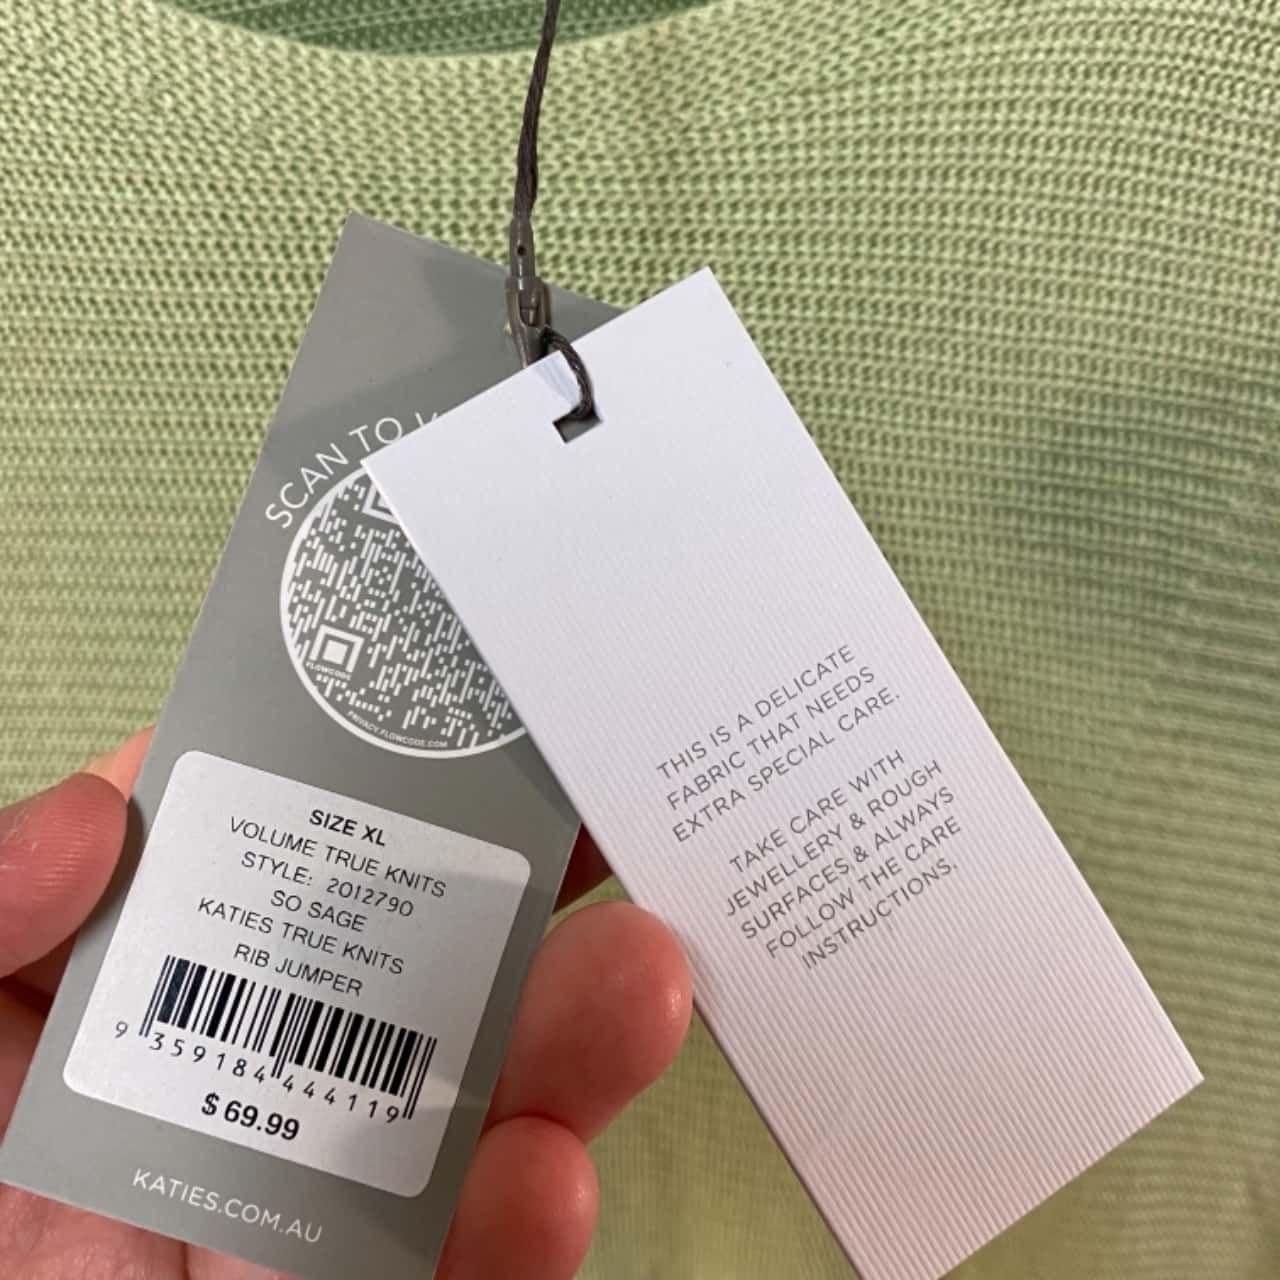 SCAN TO
FLOWCODE
PRIVACY.FLOWCODE.COM
SIZE XL
VOLUME TRUE KNITS
STYLE: 2012790
SO SAGE
KATIES TRUE KNITS
RIB JUMPER
9 359184 444119
$ 69.99
KATIES.COM.AU
THIS IS A DELICATE
FABRIC THAT NEEDS
EXTRA SPECIAL CARE.
TAKE CARE WITH
JEWELLERY & ROUGH
SURFACES & ALWAYS
FOLLOW THE CARE
INSTRUCTIONS.